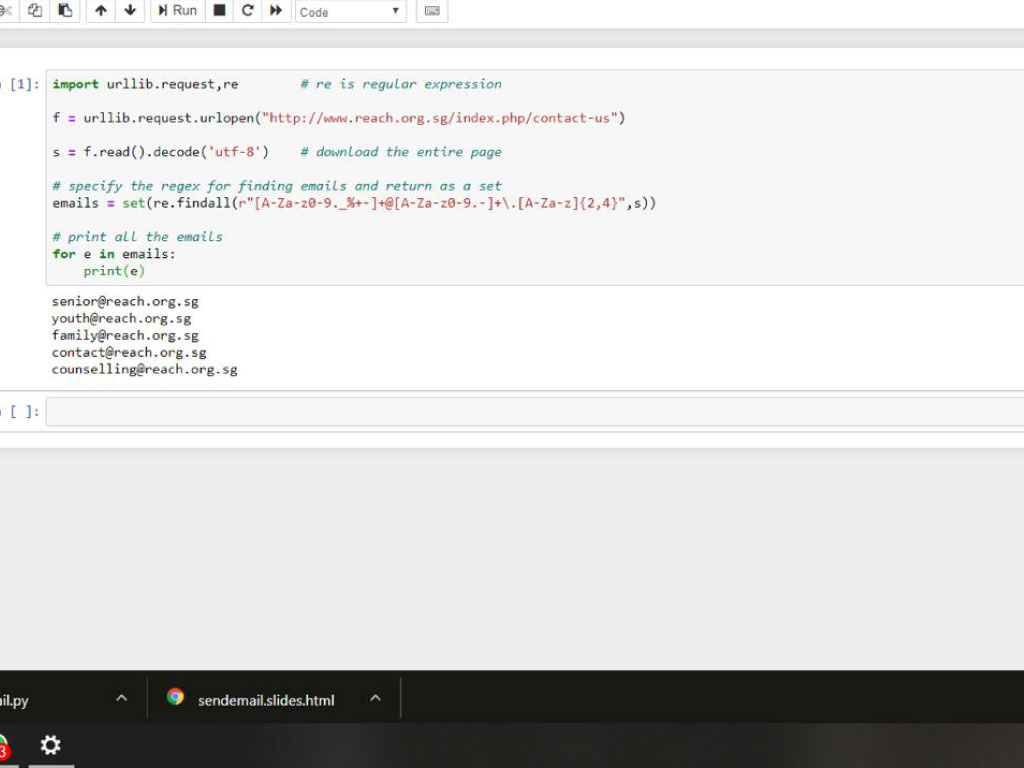 Run Code
[1]: import urllib.request,re # re is regular expression
f = urllib.request.urlopen("http://www.reach.org.sg/index.php/contact-us")
s = f.read().decode('utf-8') # download the entire page
# specify the regex for finding emails and return as a set
emails = set(re.findall(r"[A-Za-z0-9._%+-]+@[A-Za-z0-9.-]+\.[A-Za-z]{2,4}",s))
# print all the emails
for e in emails:
print(e)
senior@reach.org.sg
youth@reach.org.sg
family@reach.org.sg
contact@reach.org.sg
counselling@reach.org.sg
[ ]:
il.py sendemail.slides.html
3